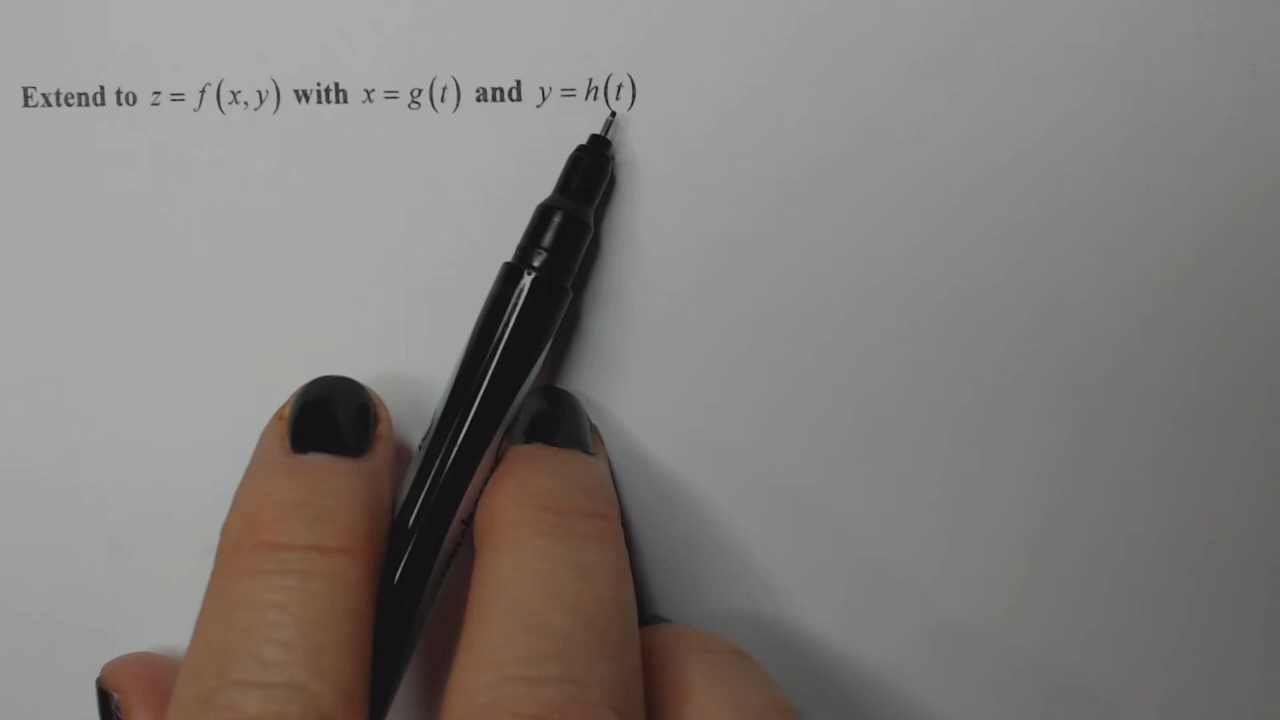 Extend to z = f(x, y) with x = g(t) and y = h(t)